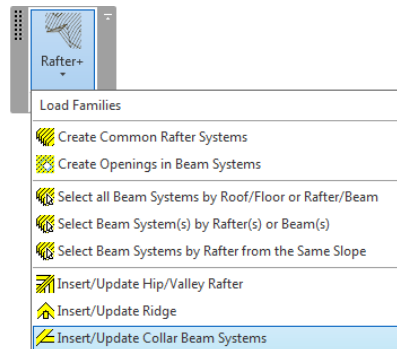 Rafter+
Load Families
Create Common Rafter Systems
Create Openings in Beam Systems
Select all Beam Systems by Roof/Floor or Rafter/Beam
Select Beam System(s) by Rafter(s) or Beam(s)
Select Beam Systems by Rafter from the Same Slope
Insert/Update Hip/Valley Rafter
Insert/Update Ridge
Insert/Update Collar Beam Systems